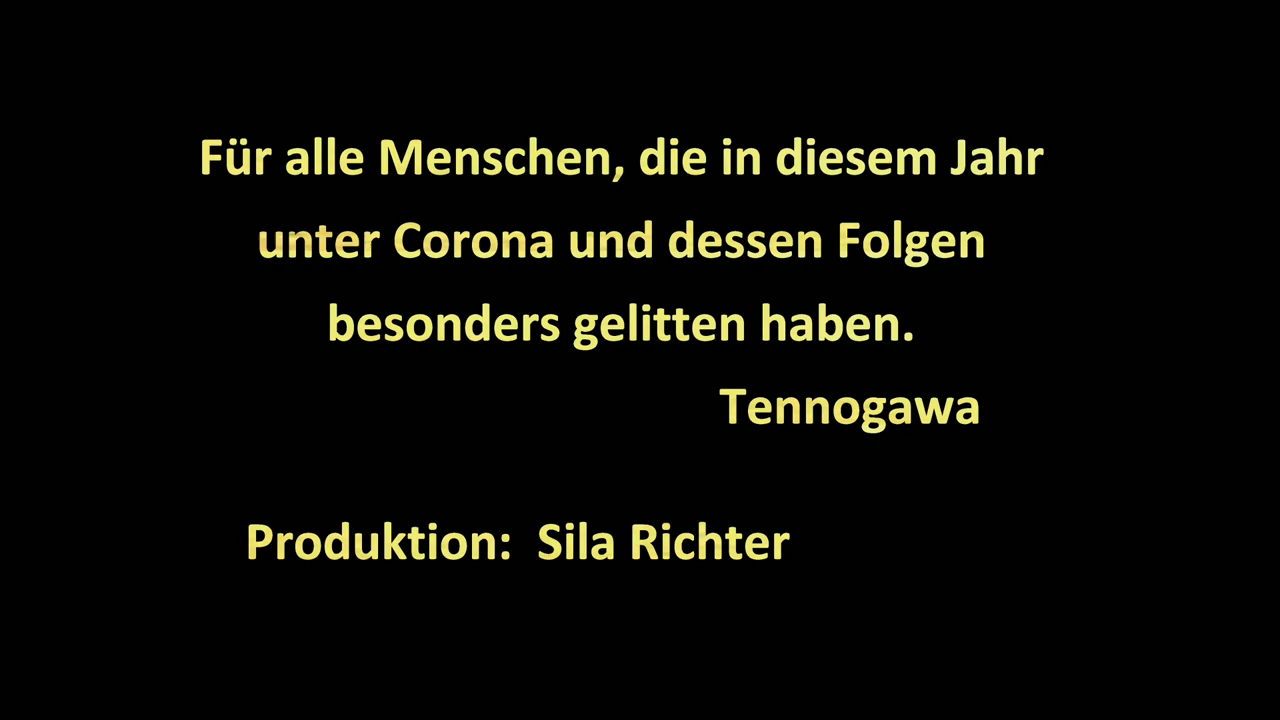 Für alle Menschen, die in diesem Jahr
unter Corona und dessen Folgen
besonders gelitten haben.
Tennogawa
Produktion: Sila Richter